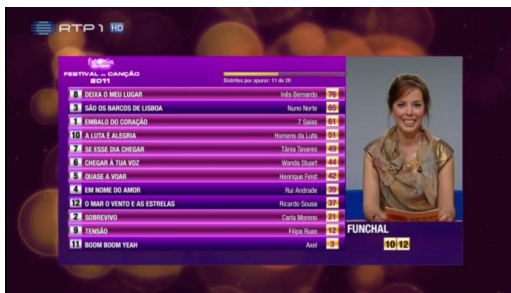 RTP1 HD
Eurovision
FESTIVAL DA CANÇÃO
2011
Distritos por apurar: 11 de 20
8 DEIXA O MEU LUGAR Inês Bernardo 76
3 SÃO OS BARCOS DE LISBOA Nuno Norte 65
1 EMBALO DO CORAÇÃO 7 Saias 61
10 A LUTA É ALEGRIA Homens da Luta 51
7 SE ESSE DIA CHEGAR Tânia Tavares 49
6 CHEGAR À TUA VOZ Wanda Stuart 44
5 QUASE A VOAR Henrique Feist 42
4 EM NOME DO AMOR Rui Andrade 39
12 O MAR O VENTO E AS ESTRELAS Ricardo Sousa 37
2 SOBREVIVO Carla Moreno 21
9 TENSÃO Filipa Ruas 12
11 BOOM BOOM YEAH Axel 3
FUNCHAL
10 12